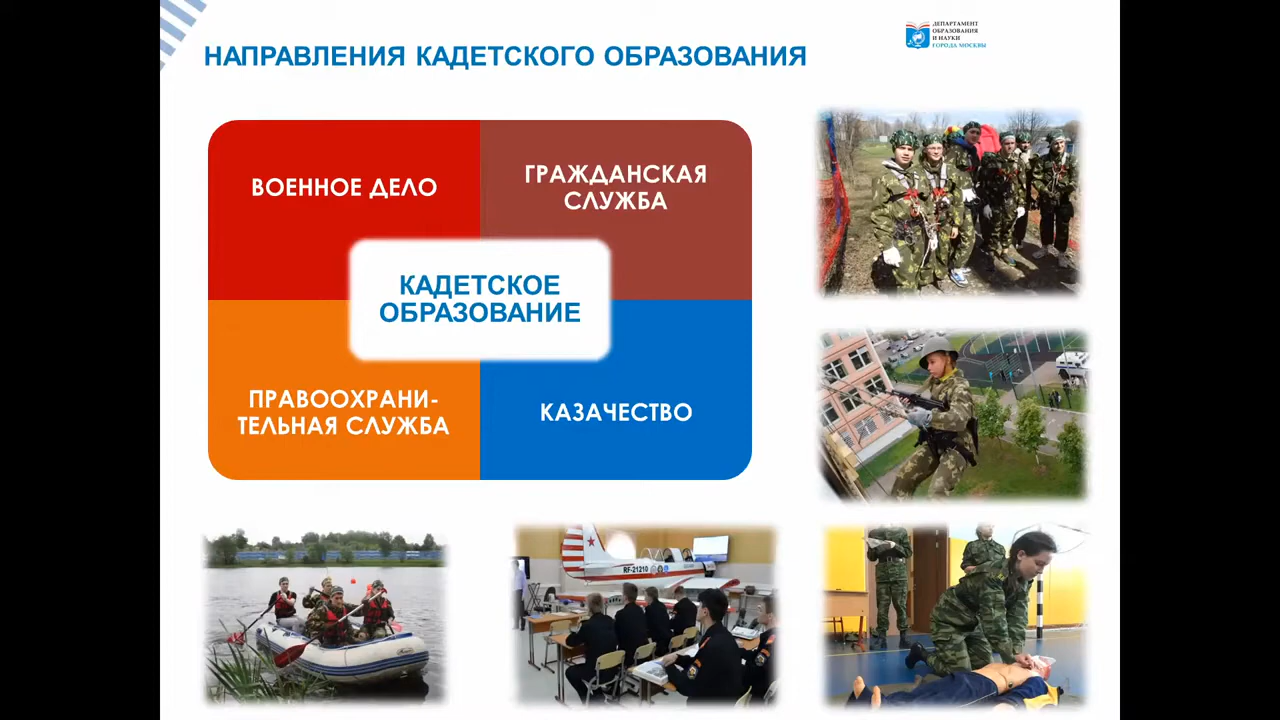 НАПРАВЛЕНИЯ КАДЕТСКОГО ОБРАЗОВАНИЯ
ДЕПАРТАМЕНТ
ОБРАЗОВАНИЯ
И НАУКИ
ГОРОДА МОСКВЫ
ВОЕННОЕ ДЕЛО
ГРАЖДАНСКАЯ
СЛУЖБА
КАДЕТСКОЕ
ОБРАЗОВАНИЕ
ПРАВООХРАНИ-
ТЕЛЬНАЯ СЛУЖБА
КАЗАЧЕСТВО
RF-21210